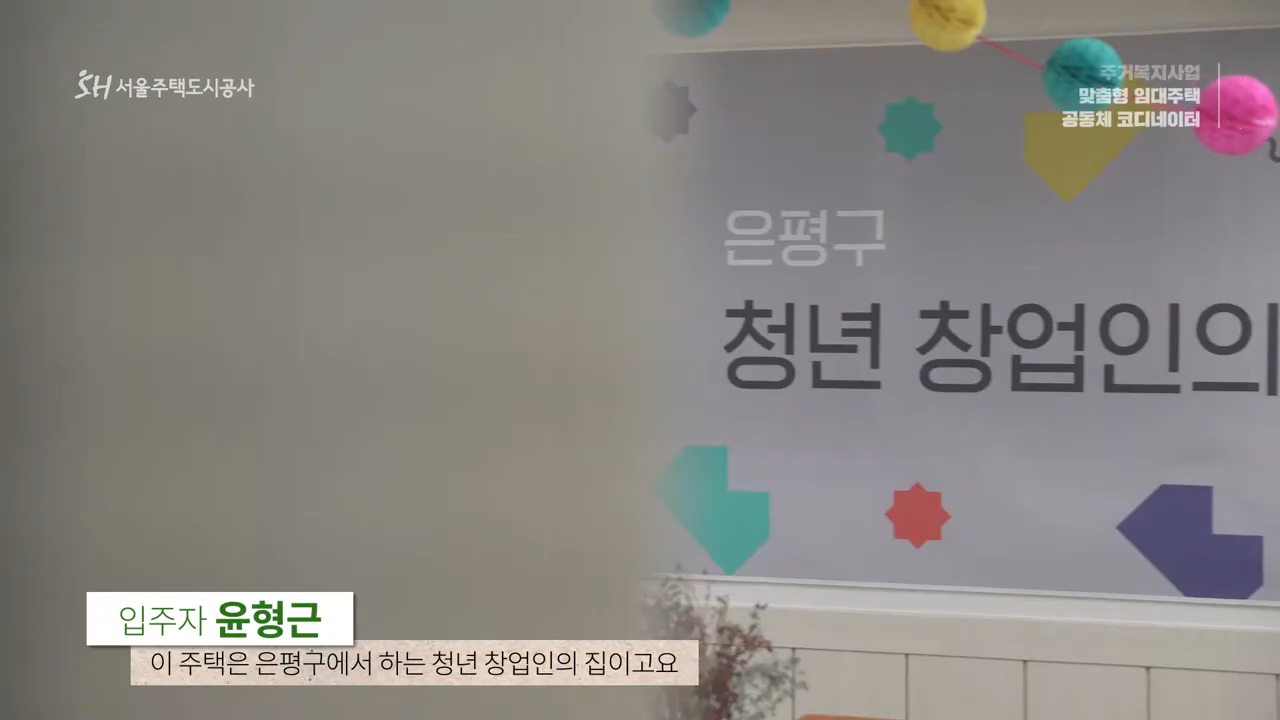 SH 서울주택도시공사
주거복지사업
맞춤형 임대주택
공동체 코디네이터
은평구
청년 창업인의
입주자 윤형근
이 주택은 은평구에서 하는 청년 창업인의 집이고요